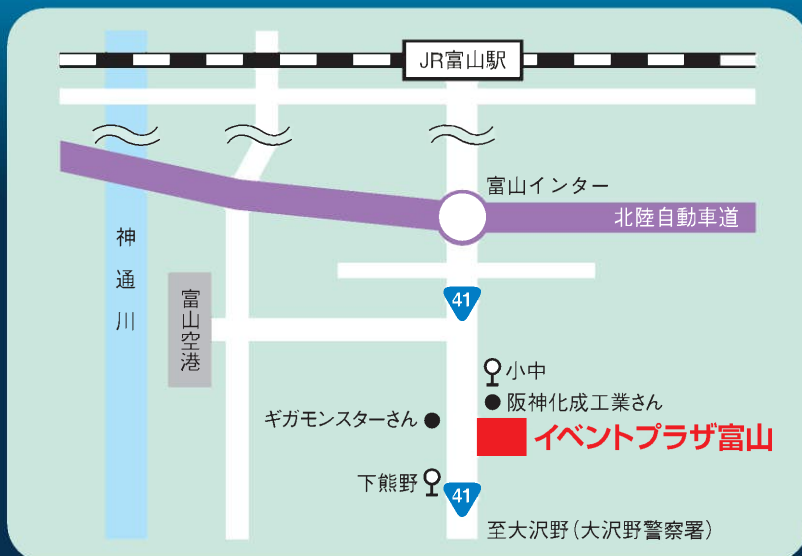 JR富山駅
富山インター
北陸自動車道
神通川
富山空港
41
小中
阪神化成工業さん
ギガモンスターさん
イベントプラザ富山
下熊野
41
至大沢野(大沢野警察署)